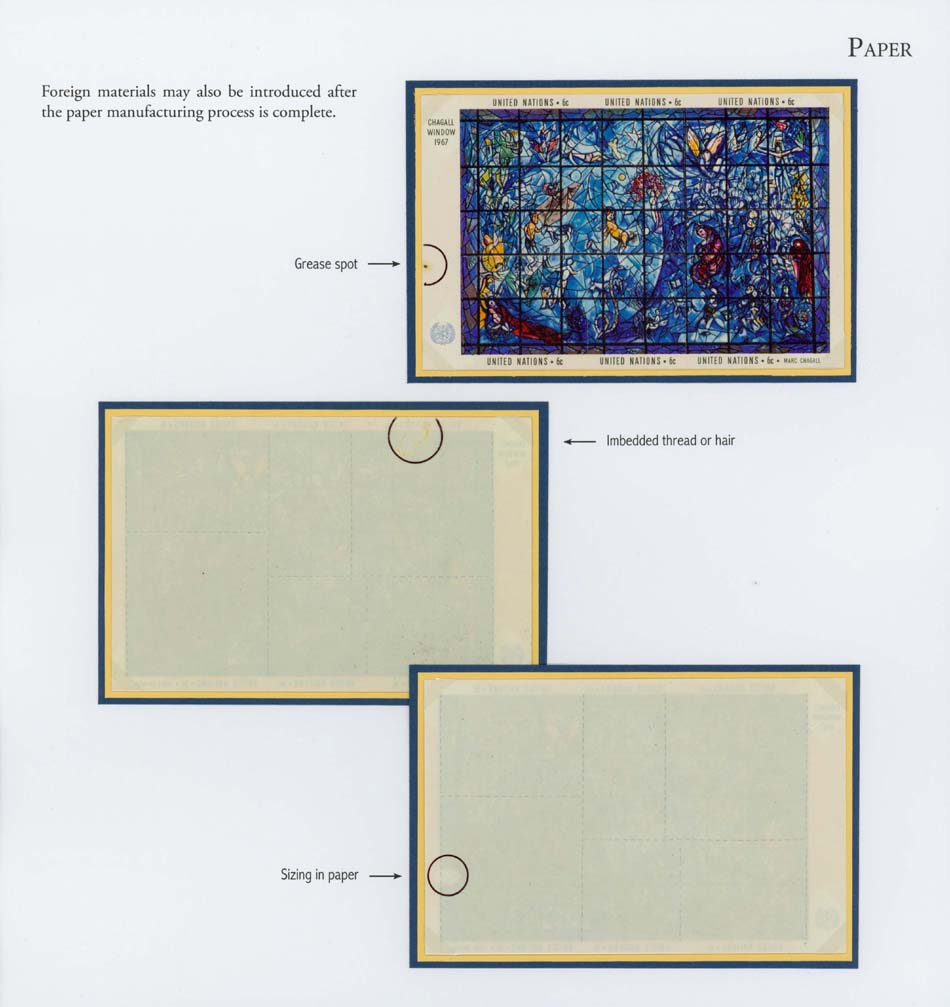 PAPER
Foreign materials may also be introduced after
the paper manufacturing process is complete.
UNITED NATIONS • 6c UNITED NATIONS • 6c UNITED NATIONS • 6c
CHAGALL
WINDOW
1967
Grease spot
UNITED NATIONS • 6c UNITED NATIONS • 6c UNITED NATIONS • 6c • MARC CHAGALL
Imbedded thread or hair
Sizing in paper